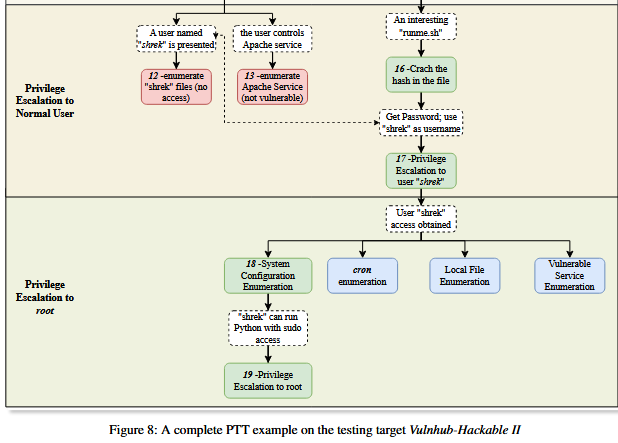 Privilege
Escalation to
Normal User
A user named
"shrek" is presented
the user controls
Apache service
An interesting
"runme.sh"
12 -enumerate
"shrek" files (no
access)
13 -enumerate
Apache Service
(not vulnerable)
16 -Crach the
hash in the file
Get Password; use
"shrek" as username
17 -Privilege
Escalation to
user "shrek"
Privilege
Escalation to
root
User "shrek"
access obtained
18 -System
Configuration
Enumeration
cron
enumeration
Local File
Enumeration
Vulnerable
Service
Enumeration
"shrek" can run
Python with sudo
access
19 -Privilege
Escalation to root
Figure 8: A complete PTT example on the testing target Vulnhub-Hackable II